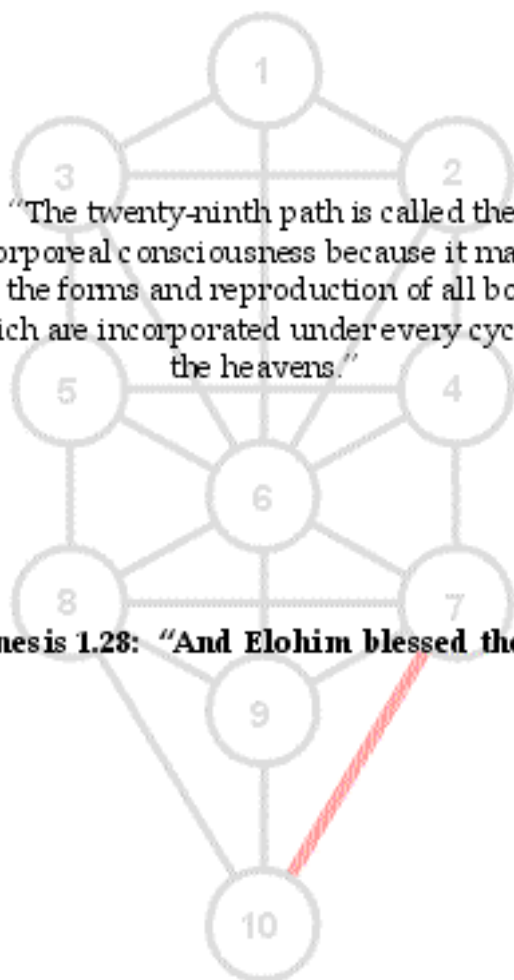 1
3 2
“The twenty-ninth path is called the
orporeal consciousness because it ma
the forms and reproduction of all bo
ich are incorporated under every cyc
the heavens.”
5 4
6
8 7
nesis 1.28: “And Elohim blessed the
9
10